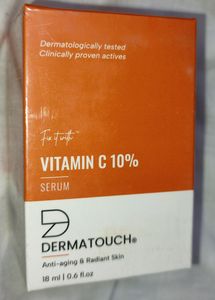 Dermatologically tested
Clinically proven actives
Fix it with
VITAMIN C 10%
SERUM
DERMATOUCH®
Anti-aging & Radiant Skin
18 ml | 0.6 fl.oz